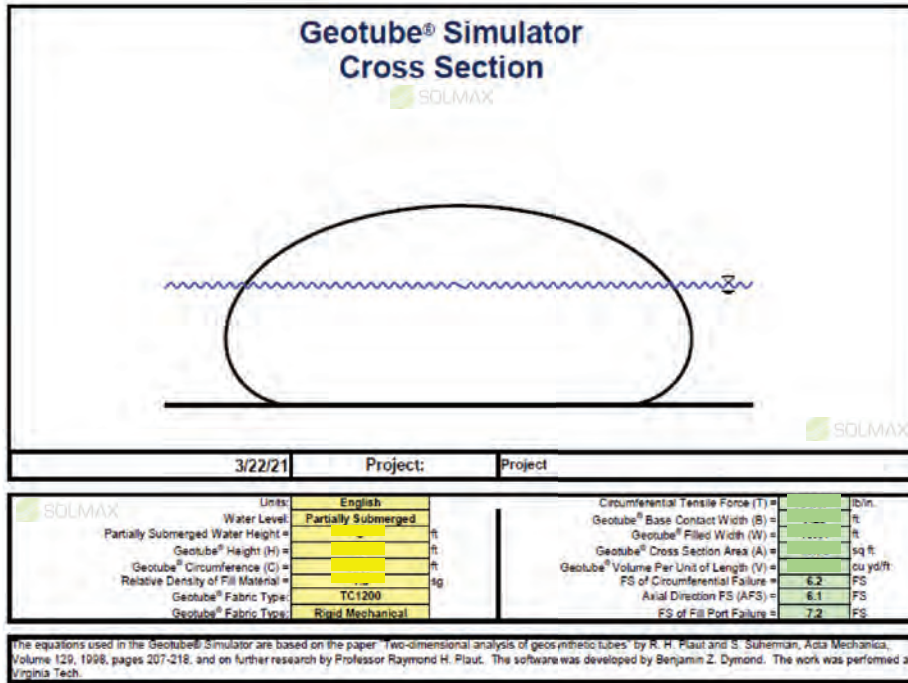 Geotube® Simulator
Cross Section
SOLMAX
SOLMAX
3/22/21 Project: Project
SOLMAX
Units: English
Water Level: Partially Submerged
Partially Submerged Water Height = ft
Geotube® Height (H) = ft
Geotube® Circumference (C) = ft
Relative Density of Fill Material = sg
Geotube® Fabric Type: TC1200
Geotube® Fabric Type: Rigid Mechanical
Circumferential Tensile Force (T) = lb/in.
Geotube® Base Contact Width (B) = ft
Geotube® Filled Width (W) = ft
Geotube® Cross Section Area (A) = sq ft
Geotube® Volume Per Unit of Length (V) = cu yd/ft
FS of Circumferential Failure = 6.2 FS
Axial Direction FS (AFS) = 6.1 FS
FS of Fill Port Failure = 7.2 FS
The equations used in the Geotube® Simulator are based on the paper "Two-dimensional analysis of geosynthetic tubes" by R. H. Plaut and S. Suherman, Acta Mechanica,
Volume 129, 1998, pages 207-218, and on further research by Professor Raymond H. Plaut. The software was developed by Benjamin Z. Dymond. The work was performed a
Virginia Tech.